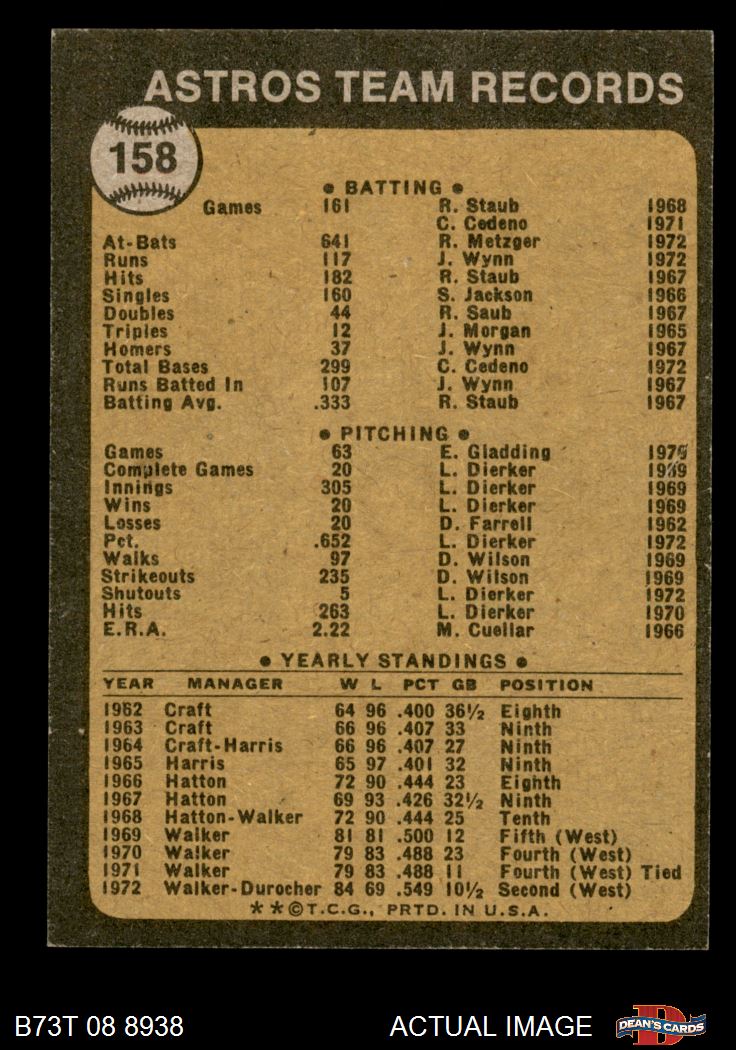 ASTROS TEAM RECORDS
158
● BATTING ●
Games 161 R. Staub 1968
C. Cedeno 1971
At-Bats 641 R. Metzger 1972
Runs 117 J. Wynn 1972
Hits 182 R. Staub 1967
Singles 160 S. Jackson 1966
Doubles 44 R. Saub 1967
Triples 12 J. Morgan 1965
Homers 37 J. Wynn 1967
Total Bases 299 C. Cedeno 1972
Runs Batted In 107 J. Wynn 1967
Batting Avg. .333 R. Staub 1967
● PITCHING ●
Games 63 E. Gladding
Complete Games 20 L. Dierker
Innings 305 L. Dierker 1969
Wins 20 L. Dierker 1969
Losses 20 D. Farrell 1962
Pct. .652 L. Dierker 1972
Walks 97 D. Wilson 1969
Strikeouts 235 D. Wilson 1969
Shutouts 5 L. Dierker 1972
Hits 263 L. Dierker 1970
E.R.A. 2.22 M. Cuellar 1966
● YEARLY STANDINGS ●
YEAR MANAGER W L PCT GB POSITION
1962 Craft 64 96 .400 36½ Eighth
1963 Craft 66 96 .407 33 Ninth
1964 Craft-Harris 66 96 .407 27 Ninth
1965 Harris 65 97 .401 32 Ninth
1966 Hatton 72 90 .444 23 Eighth
1967 Hatton 69 93 .426 32½ Ninth
1968 Hatton-Walker 72 90 .444 25 Tenth
1969 Walker 81 81 .500 12 Fifth (West)
1970 Walker 79 83 .488 23 Fourth (West)
1971 Walker 79 83 .488 11 Fourth (West) Tied
1972 Walker-Durocher 84 69 .549 10½ Second (West)
**©T.C.G., PRTD. IN U.S.A.
B73T 08 8938 ACTUAL IMAGE D DEAN'S CARDS